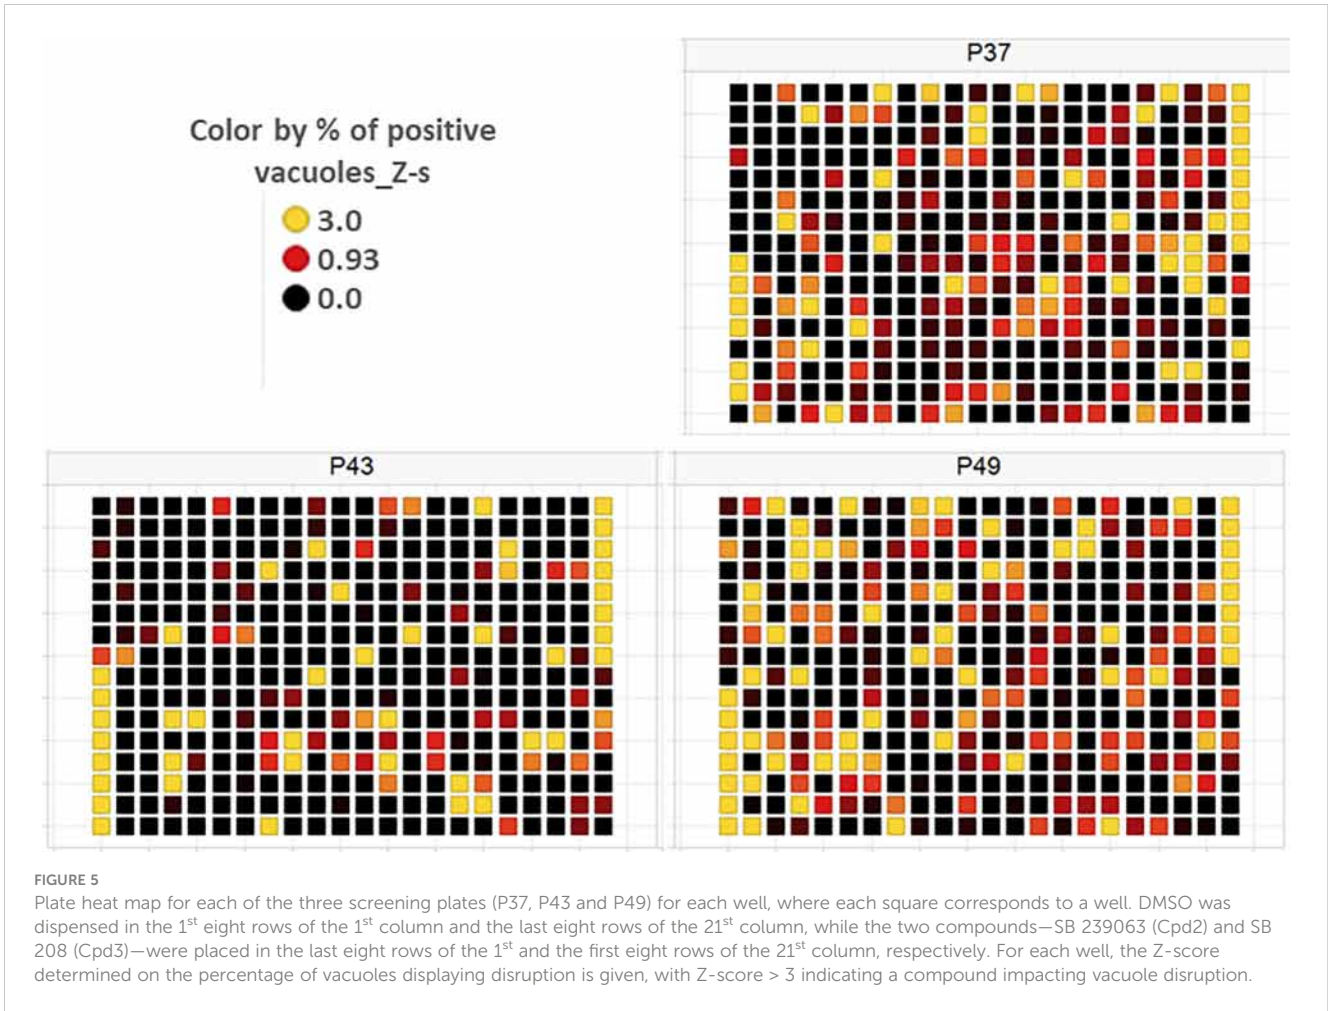 P37
Color by % of positive
vacuoles_Z-s
3.0
0.93
0.0
P43
P49
FIGURE 5
Plate heat map for each of the three screening plates (P37, P43 and P49) for each well, where each square corresponds to a well. DMSO was
dispensed in the 1st eight rows of the 1st column and the last eight rows of the 21st column, while the two compounds—SB 239063 (Cpd2) and SB
208 (Cpd3)—were placed in the last eight rows of the 1st and the first eight rows of the 21st column, respectively. For each well, the Z-score
determined on the percentage of vacuoles displaying disruption is given, with Z-score > 3 indicating a compound impacting vacuole disruption.